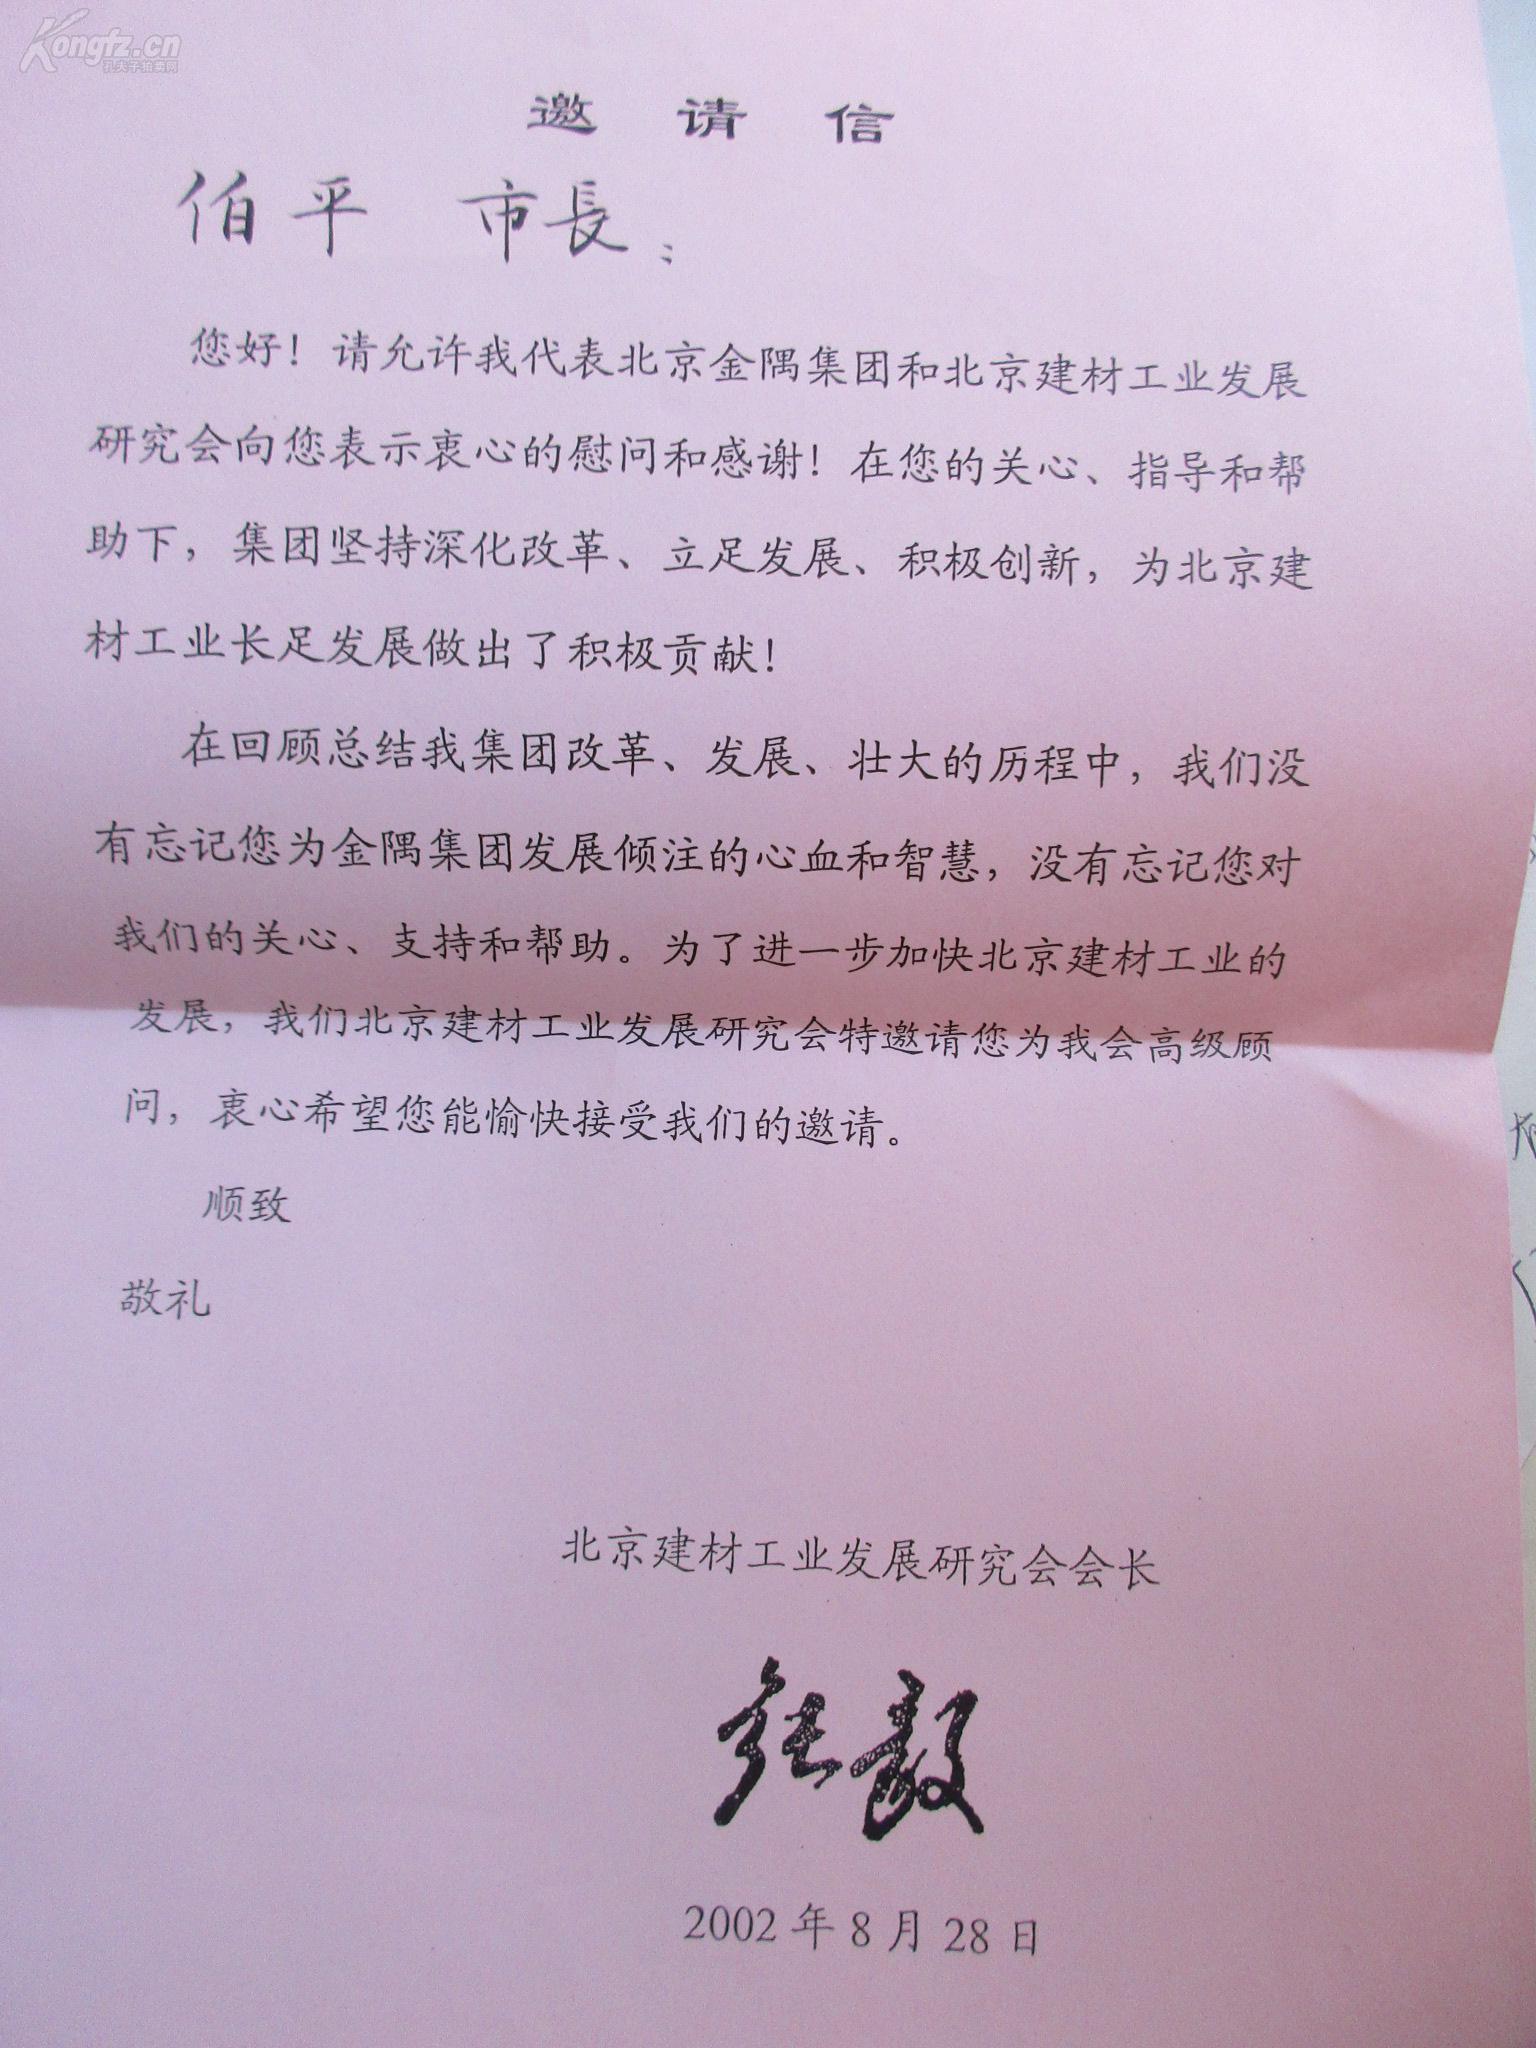 Kongfz.cn
孔夫子拍卖网
邀请信
伯平 市長：
您好！请允许我代表北京金隅集团和北京建材工业发展
研究会向您表示衷心的慰问和感谢！在您的关心、指导和帮
助下，集团坚持深化改革、立足发展、积极创新，为北京建
材工业长足发展做出了积极贡献！
在回顾总结我集团改革、发展、壮大的历程中，我们没
有忘记您为金隅集团发展倾注的心血和智慧，没有忘记您对
我们的关心、支持和帮助。为了进一步加快北京建材工业的
发展，我们北京建材工业发展研究会特邀请您为我会高级顾
问，衷心希望您能愉快接受我们的邀请。
顺致
敬礼
北京建材工业发展研究会会长
张毅
2002年8月28日